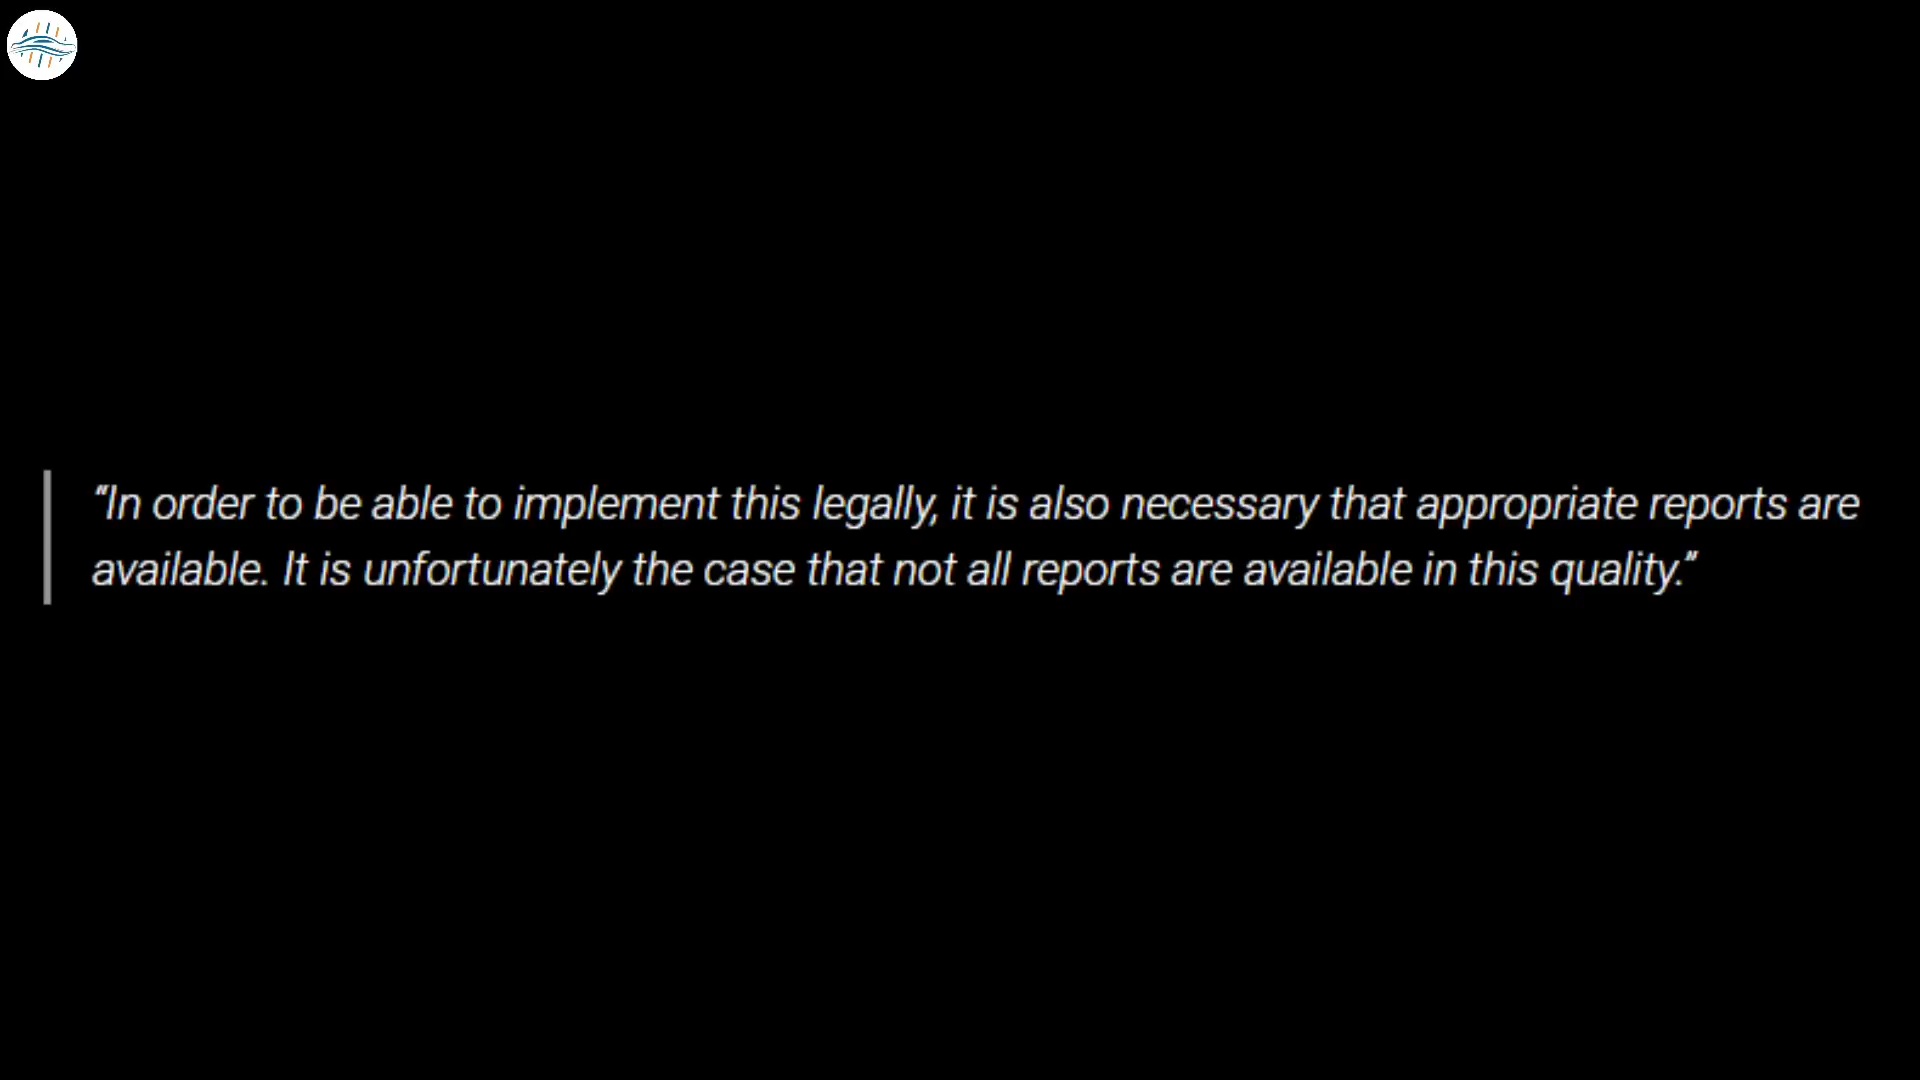 “In order to be able to implement this legally, it is also necessary that appropriate reports are
available. It is unfortunately the case that not all reports are available in this quality.”